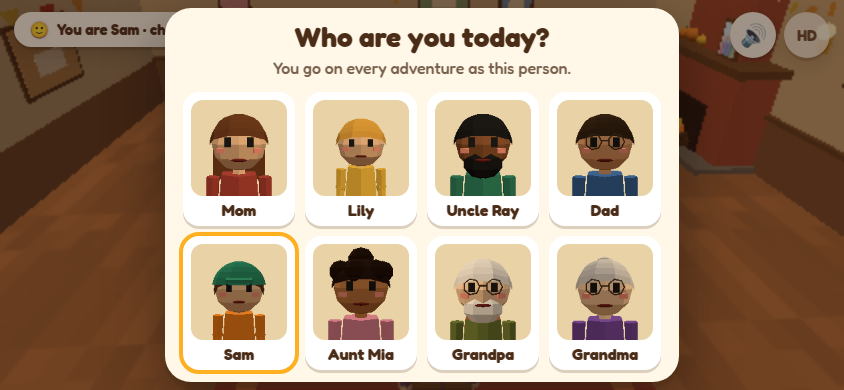 You are Sam · ch
HD
Who are you today?
You go on every adventure as this person.
Mom
Lily
Uncle Ray
Dad
Sam
Aunt Mia
Grandpa
Grandma